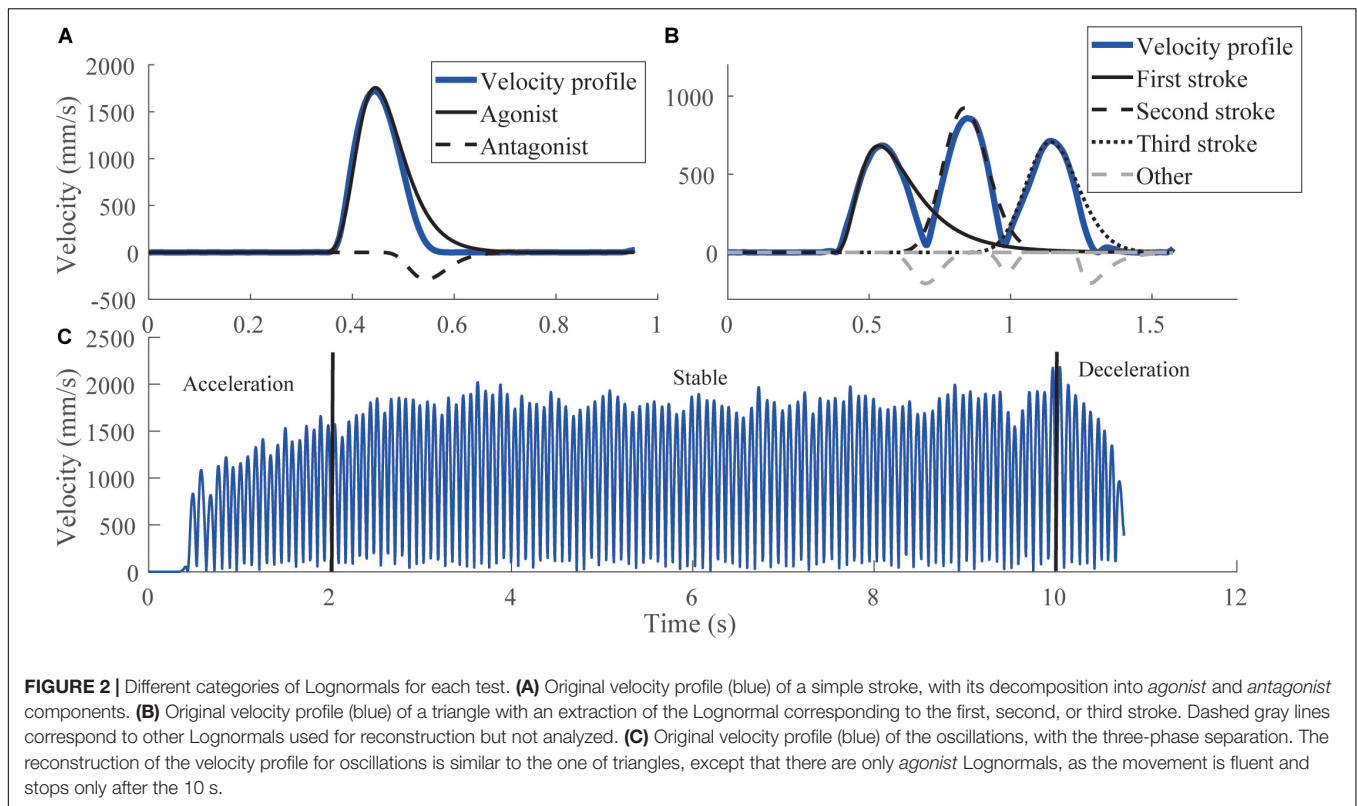 A
Velocity (mm/s)
2000
1500
1000
500
0
-500
Velocity profile
Agonist
Antagonist
0 0.2 0.4 0.6 0.8 1
B
1000
500
0
Velocity profile
First stroke
Second stroke
Third stroke
Other
0 0.5 1 1.5
C
Velocity (mm/s)
2500
2000
1500
1000
500
0
Acceleration
Stable
Deceleration
0 2 4 6 8 10 12
Time (s)
FIGURE 2 | Different categories of Lognormals for each test. (A) Original velocity profile (blue) of a simple stroke, with its decomposition into agonist and antagonist
components. (B) Original velocity profile (blue) of a triangle with an extraction of the Lognormal corresponding to the first, second, or third stroke. Dashed gray lines
correspond to other Lognormals used for reconstruction but not analyzed. (C) Original velocity profile (blue) of the oscillations, with the three-phase separation. The
reconstruction of the velocity profile for oscillations is similar to the one of triangles, except that there are only agonist Lognormals, as the movement is fluent and
stops only after the 10 s.